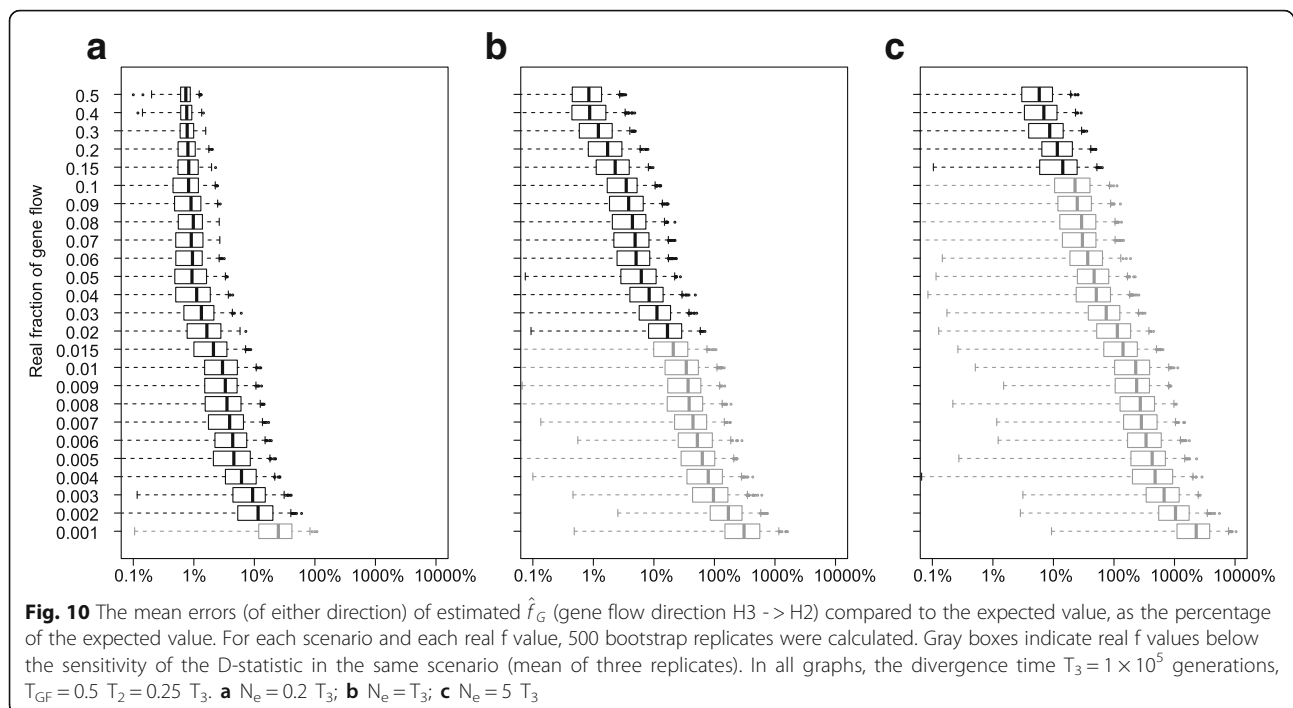 a
b
c
Real fraction of gene flow
0.5
0.4
0.3
0.2
0.15
0.1
0.09
0.08
0.07
0.06
0.05
0.04
0.03
0.02
0.015
0.01
0.009
0.008
0.007
0.006
0.005
0.004
0.003
0.002
0.001
0.1% 1% 10% 100% 1000% 10000%
0.1% 1% 10% 100% 1000% 10000%
0.1% 1% 10% 100% 1000% 10000%
Fig. 10 The mean errors (of either direction) of estimated f̂_G (gene flow direction H3 - > H2) compared to the expected value, as the percentage
of the expected value. For each scenario and each real f value, 500 bootstrap replicates were calculated. Gray boxes indicate real f values below
the sensitivity of the D-statistic in the same scenario (mean of three replicates). In all graphs, the divergence time T₃ = 1 × 10⁵ generations,
T_GF = 0.5 T₂ = 0.25 T₃. a Nₑ = 0.2 T₃; b Nₑ = T₃; c Nₑ = 5 T₃